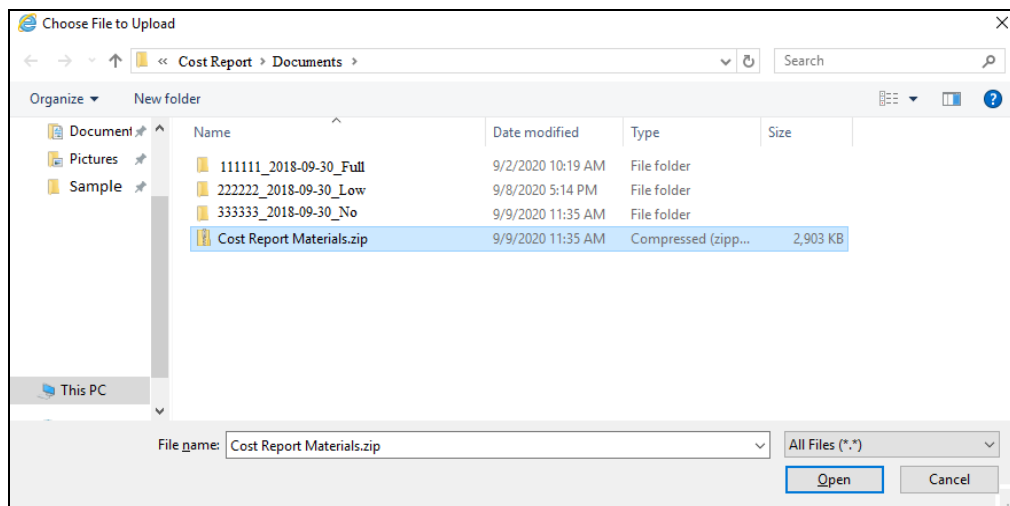 Choose File to Upload
« Cost Report > Documents > Search
Organize New folder
Document Name Date modified Type Size
Pictures 111111_2018-09-30_Full 9/2/2020 10:19 AM File folder
Sample 222222_2018-09-30_Low 9/8/2020 5:14 PM File folder
333333_2018-09-30_No 9/9/2020 11:35 AM File folder
Cost Report Materials.zip 9/9/2020 11:35 AM Compressed (zipp... 2,903 KB
This PC
File name: Cost Report Materials.zip All Files (*.*)
Open Cancel